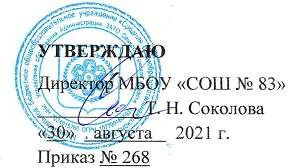 УТВЕРЖДАЮ
Директор МБОУ «СОШ № 83»
Н. Соколова
«30» августа 2021 г.
Приказ № 268